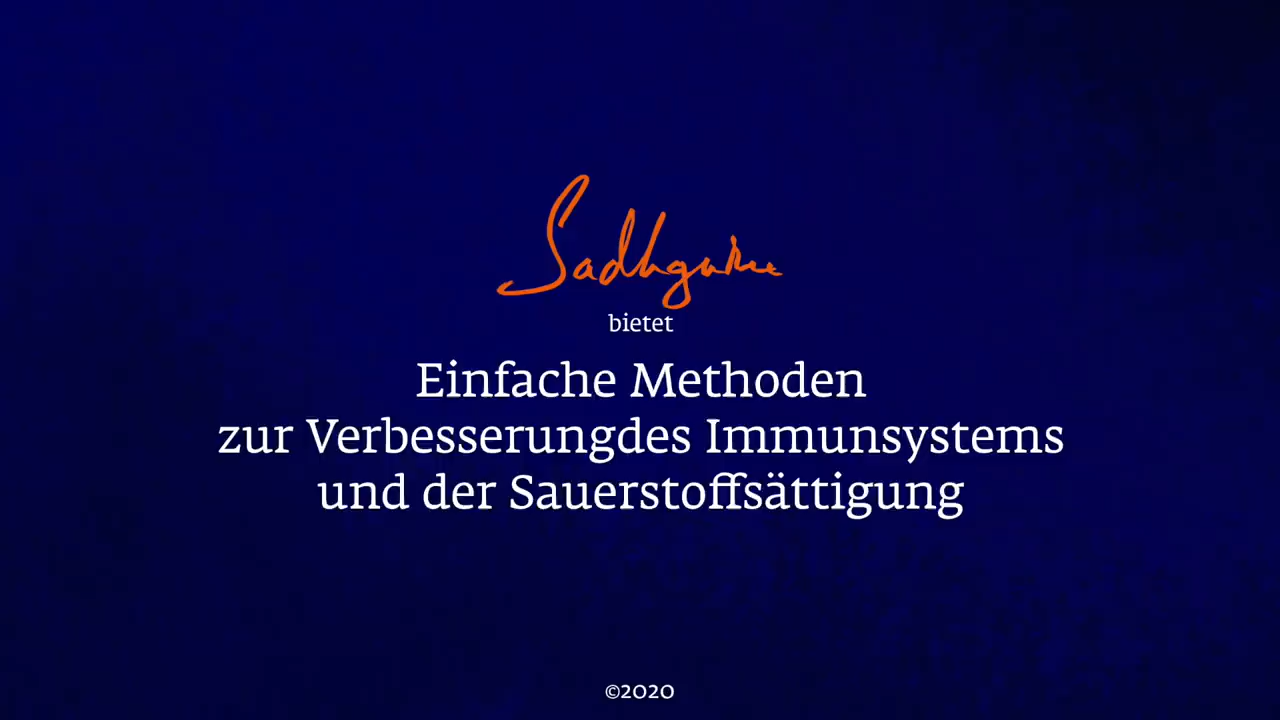 Sadhguru
bietet
Einfache Methoden
zur Verbesserungdes Immunsystems
und der Sauerstoffsättigung
©2020